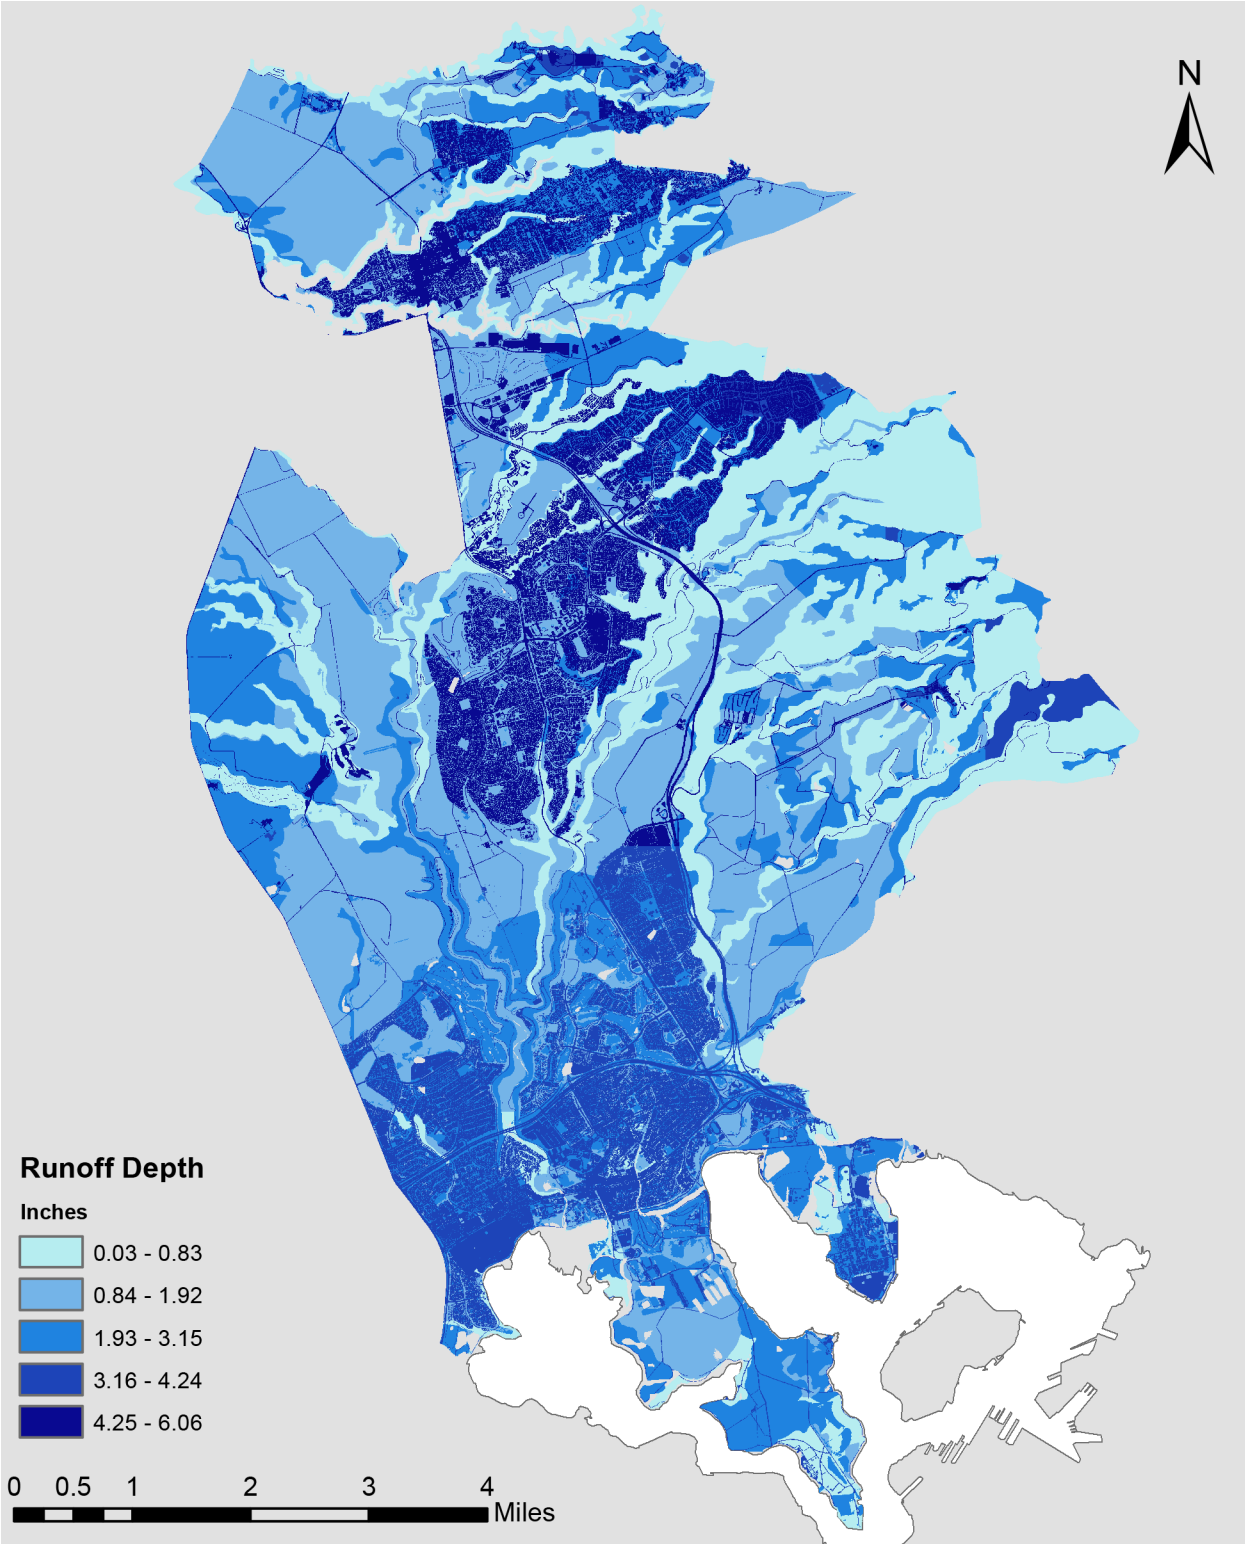 N
Runoff Depth
Inches
0.03 - 0.83
0.84 - 1.92
1.93 - 3.15
3.16 - 4.24
4.25 - 6.06
0 0.5 1 2 3 4
Miles